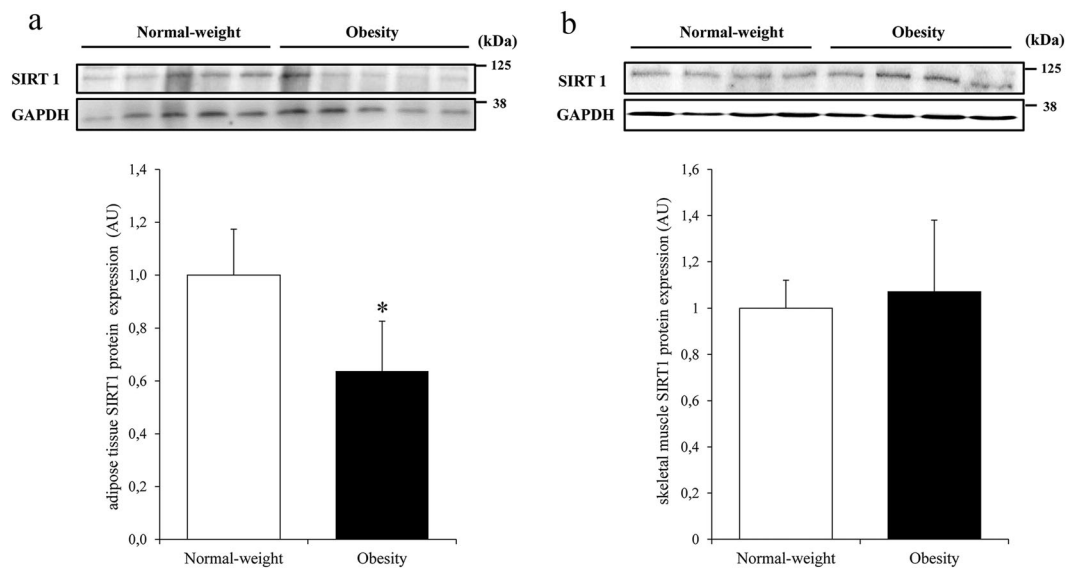 a
Normal-weight Obesity (kDa)
SIRT 1 125
GAPDH 38
adipose tissue SIRT1 protein expression (AU)
1,4
1,2
1,0
0,8
0,6
0,4
0,2
0,0
*
Normal-weight Obesity
b
Normal-weight Obesity (kDa)
SIRT 1 125
GAPDH 38
skeletal muscle SIRT1 protein expression (AU)
1,6
1,4
1,2
1
0,8
0,6
0,4
0,2
0
Normal-weight Obesity